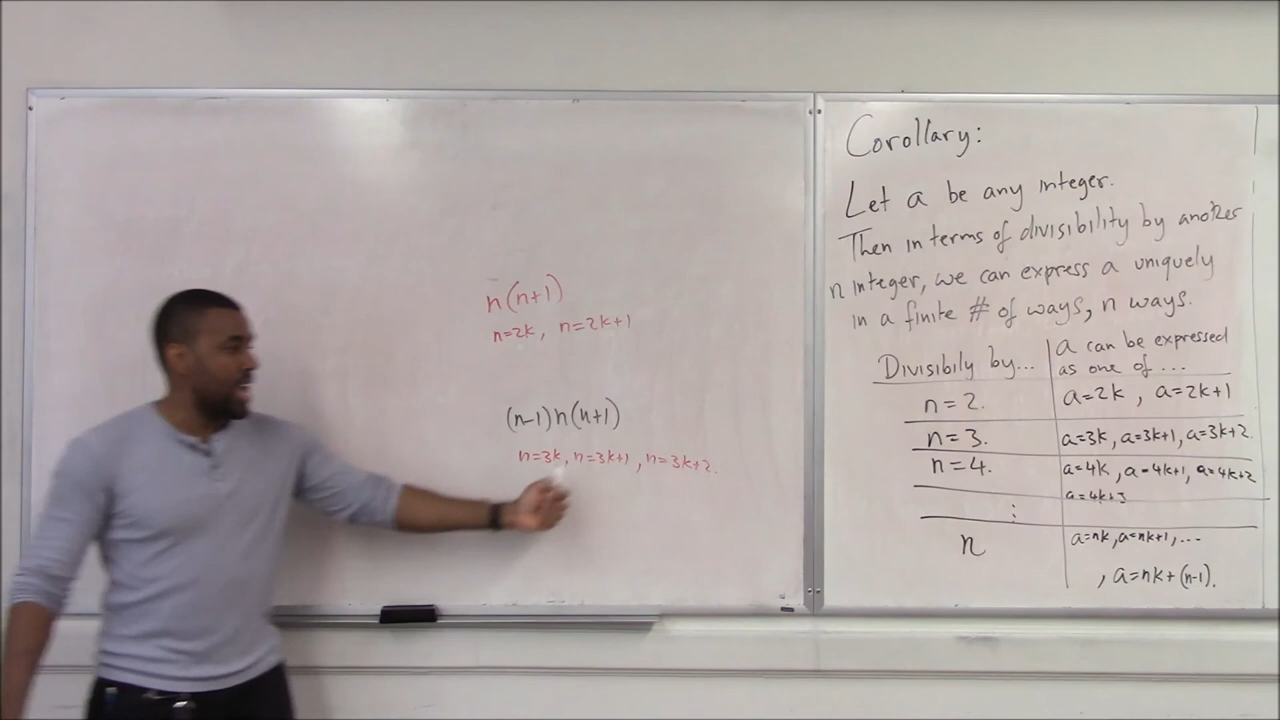 n(n+1)
n=2k, n=2k+1
(n-1)n(n+1)
n=3k, n=3k+1, n=3k+2.
Corollary:
Let a be any integer.
Then in terms of divisibility by another
n integer, we can express a uniquely
in a finite # of ways, n ways.
Divisibily by... a can be expressed
as one of ...
n=2. a=2k, a=2k+1
n=3. a=3k, a=3k+1, a=3k+2.
n=4. a=4k, a=4k+1, a=4k+2
a=4k+3
⋮
n a=nk, a=nk+1, ...
, a=nk+(n-1).